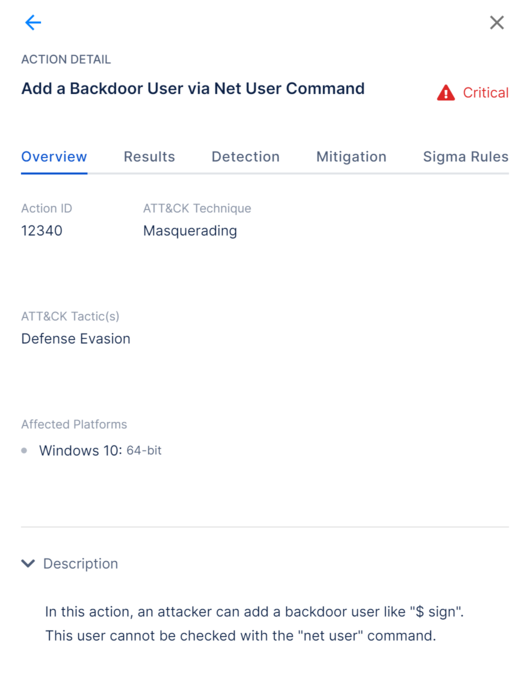 ACTION DETAIL
Add a Backdoor User via Net User Command
Critical
Overview Results Detection Mitigation Sigma Rules
Action ID ATT&CK Technique
12340 Masquerading
ATT&CK Tactic(s)
Defense Evasion
Affected Platforms
Windows 10: 64-bit
Description
In this action, an attacker can add a backdoor user like "$ sign".
This user cannot be checked with the "net user" command.